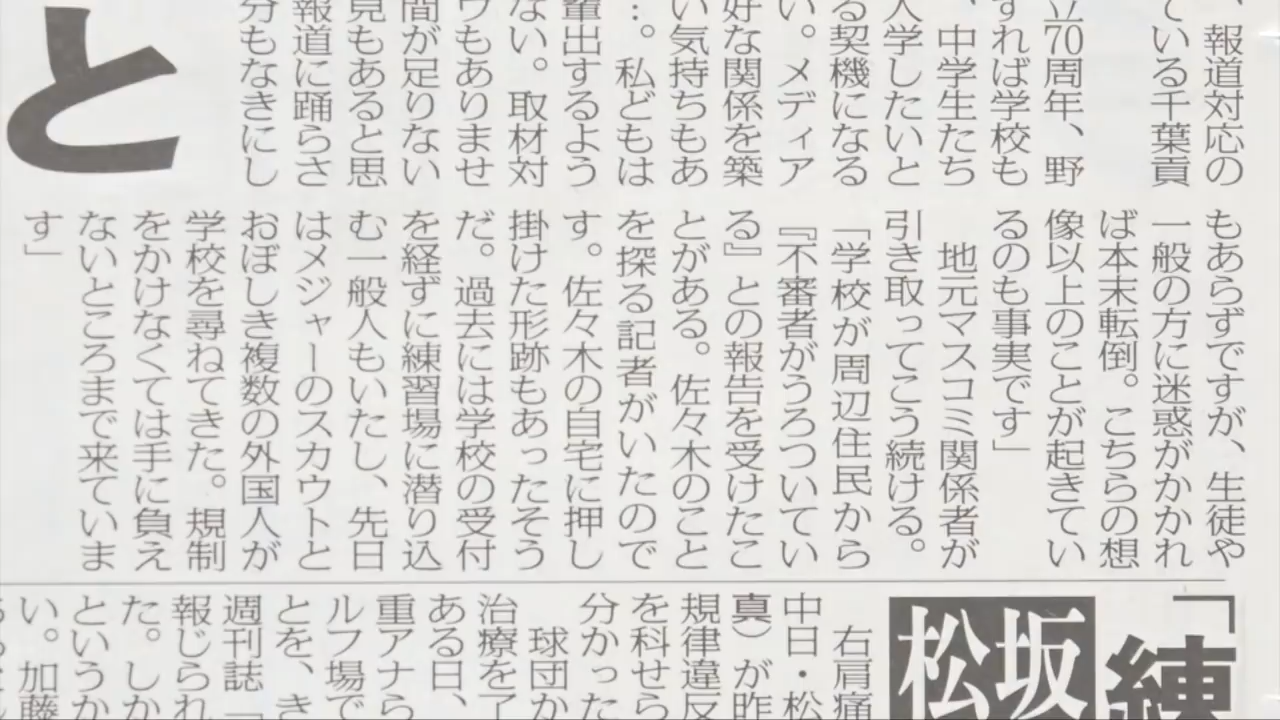 、報道対応の
ている千葉貢
立70周年、野
すれば学校も
、中学生たち
入学したいと
る契機になる
い。メディア
好な関係を築
い気持ちもあ
…。私どもは
輩出するよう
ない。取材対
ウもありませ
間が足りない
見もあると思
報道に踊らさ
分もなきにし
と
もあらずですが、生徒や
一般の方に迷惑がかかれ
ば本末転倒。こちらの想
像以上のことが起きてい
るのも事実です」
地元マスコミ関係者が
引き取ってこう続ける。
「学校が周辺住民から
『不審者がうろついてい
る』との報告を受けたこ
とがある。佐々木のこと
を探る記者がいたので
す。佐々木の自宅に押し
掛けた形跡もあったそう
だ。過去には学校の受付
を経ずに練習場に潜り込
む一般人もいたし、先日
はメジャーのスカウトと
おぼしき複数の外国人が
学校を尋ねてきた。規制
をかけなくては手に負え
ないところまで来ていま
す」
「練
松坂
右肩痛
中日・松
真）が昨
規律違反
を科せら
分かった
球団か
治療を了
ある日、
重アナら
ルフ場で
とを、き
週刊誌「
報じられ
た。しか
というか
い。加藤